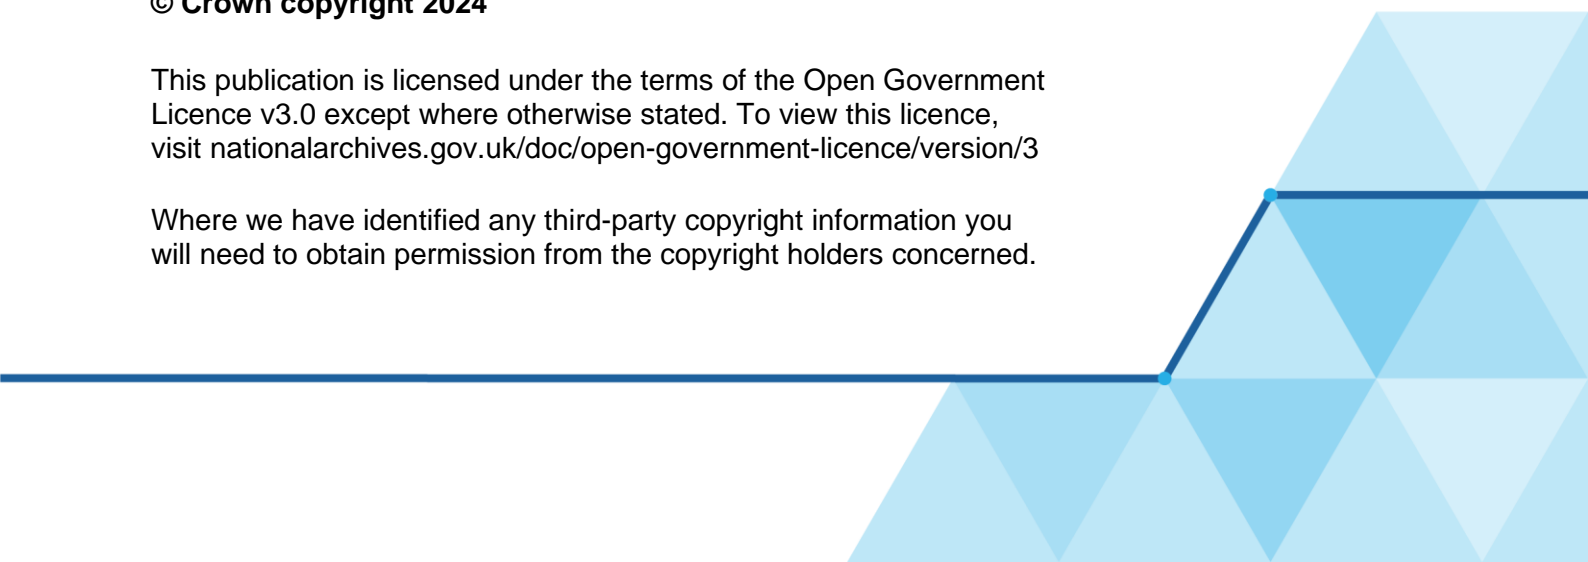 © Crown copyright 2024
This publication is licensed under the terms of the Open Government
Licence v3.0 except where otherwise stated. To view this licence,
visit nationalarchives.gov.uk/doc/open-government-licence/version/3
Where we have identified any third-party copyright information you
will need to obtain permission from the copyright holders concerned.